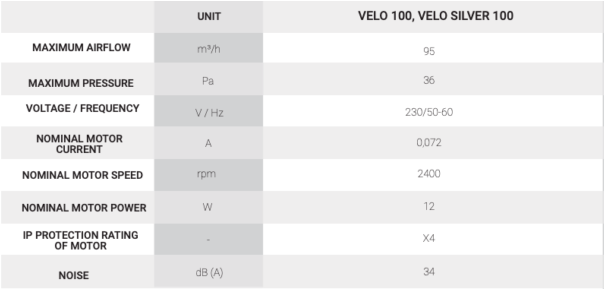 UNIT VELO 100, VELO SILVER 100
MAXIMUM AIRFLOW m³/h 95
MAXIMUM PRESSURE Pa 36
VOLTAGE / FREQUENCY V / Hz 230/50-60
NOMINAL MOTOR
CURRENT A 0,072
NOMINAL MOTOR SPEED rpm 2400
NOMINAL MOTOR POWER W 12
IP PROTECTION RATING
OF MOTOR - X4
NOISE dB (A) 34